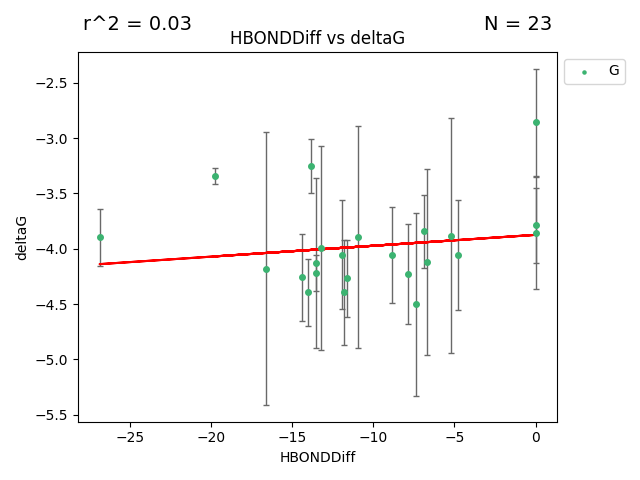 r^2 = 0.03
N = 23
HBONDDiff vs deltaG
G
−2.5
−3.0
−3.5
−4.0
−4.5
−5.0
−5.5
deltaG
−25
−20
−15
−10
−5
0
HBONDDiff